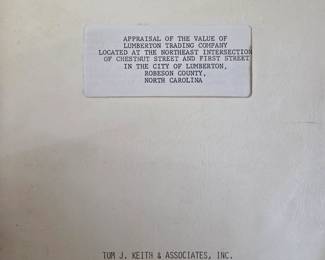 APPRAISAL OF THE VALUE OF
LUMBERTON TRADING COMPANY
LOCATED AT THE NORTHEAST INTERSECTION
OF CHESTNUT STREET AND FIRST STREET
IN THE CITY OF LUMBERTON,
ROBESON COUNTY,
NORTH CAROLINA
TOM J. KEITH & ASSOCIATES, INC.